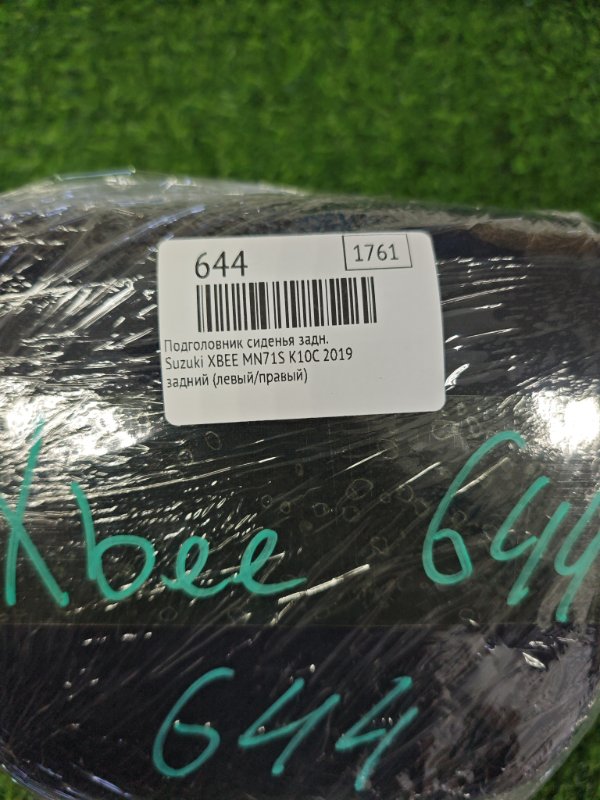 644 1761
Подголовник сиденья задн.
Suzuki XBEE MN71S K10C 2019
задний (левый/правый)
Xbee 644
644